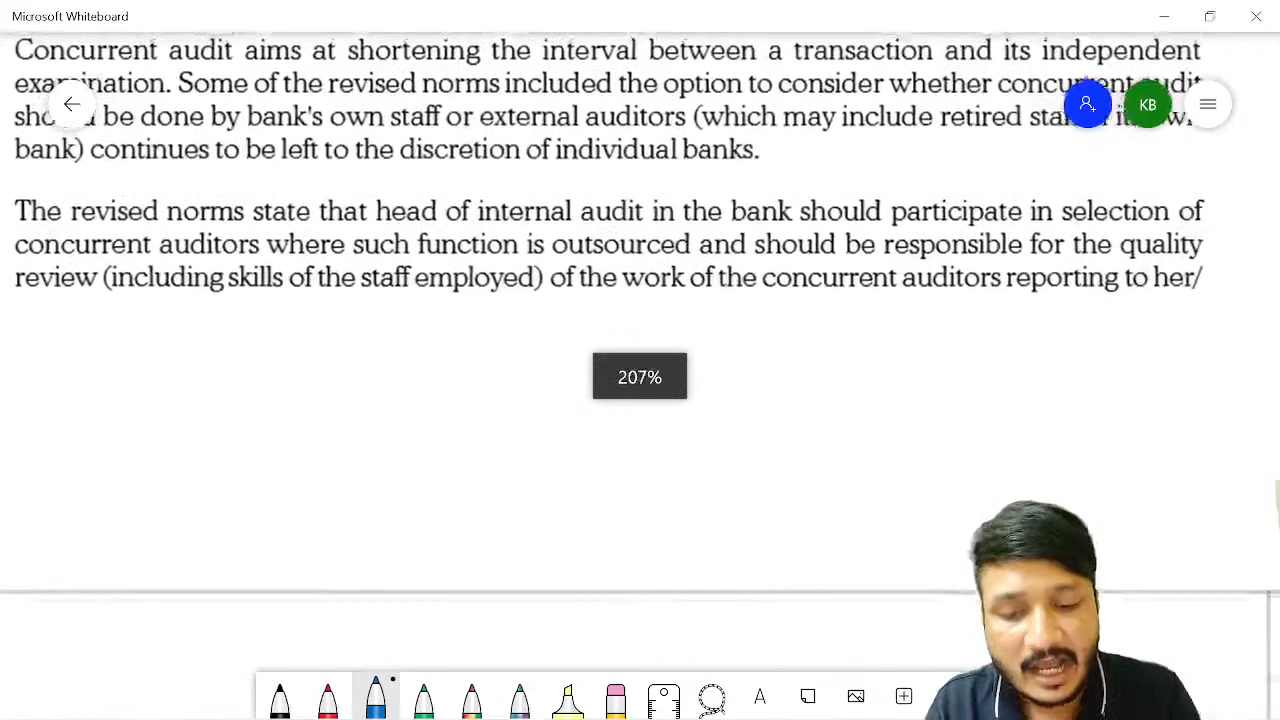 Microsoft Whiteboard
Concurrent audit aims at shortening the interval between a transaction and its independent
examination. Some of the revised norms included the option to consider whether concurrent audit
be done by bank's own staff or external auditors (which may include retired
bank) continues to be left to the discretion of individual banks.
KB
The revised norms state that head of internal audit in the bank should participate in selection of
concurrent auditors where such function is outsourced and should be responsible for the quality
review (including skills of the staff employed) of the work of the concurrent auditors reporting to her/
207%
A